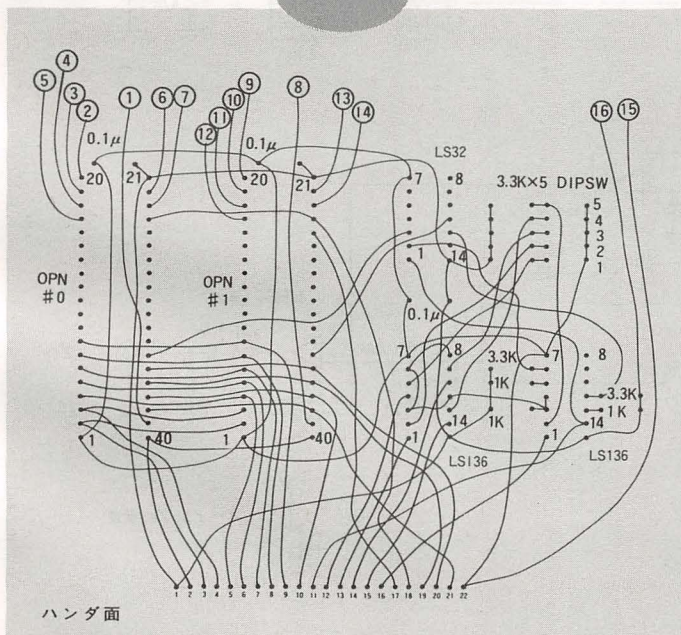 ④ ① ⑨
⑤ ③ ⑥ ⑦ ⑩ ⑧ ⑬ ⑯ ⑮
② ⑪ ⑭
0.1μ ⑫ 0.1μ LS32
20 21 20 21 7 8 3.3K×5 DIPSW
5
4
3
2
1 14 1
OPN
#0
OPN
#1
0.1μ
7 8 3.3K 7 8
1K 3.3K
14 1K 1K 14
1 40 1 40 1 1
LS136 LS136
1 2 3 4 5 6 7 8 9 10 11 12 13 14 15 16 17 18 19 20 21 22
ハンダ面